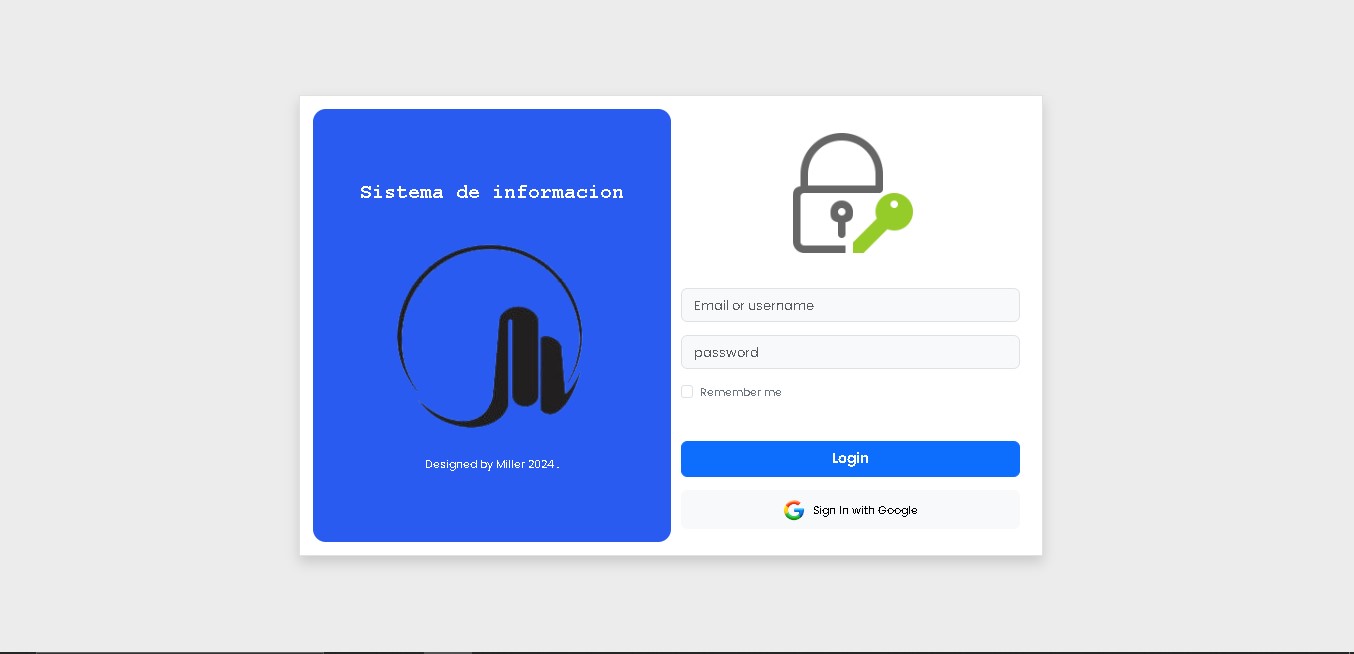 Sistema de informacion
Designed by Miller 2024 .
Email or username
password
Remember me
Login
Sign In with Google